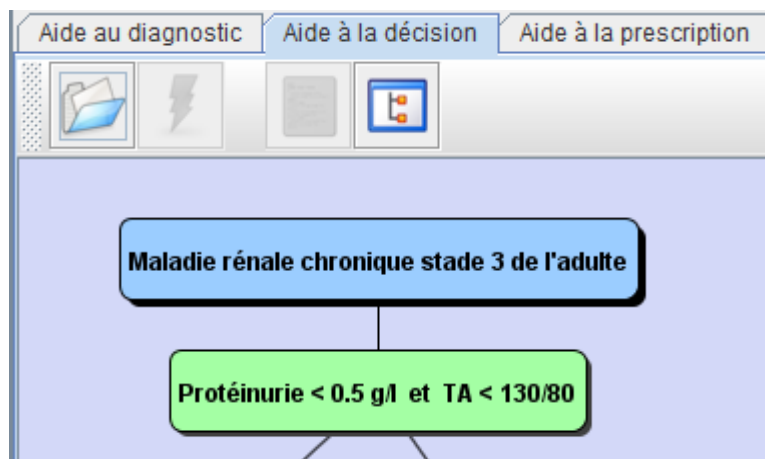 Aide au diagnostic
Aide à la décision
Aide à la prescription
Maladie rénale chronique stade 3 de l'adulte
Protéinurie < 0.5 g/l et TA < 130/80